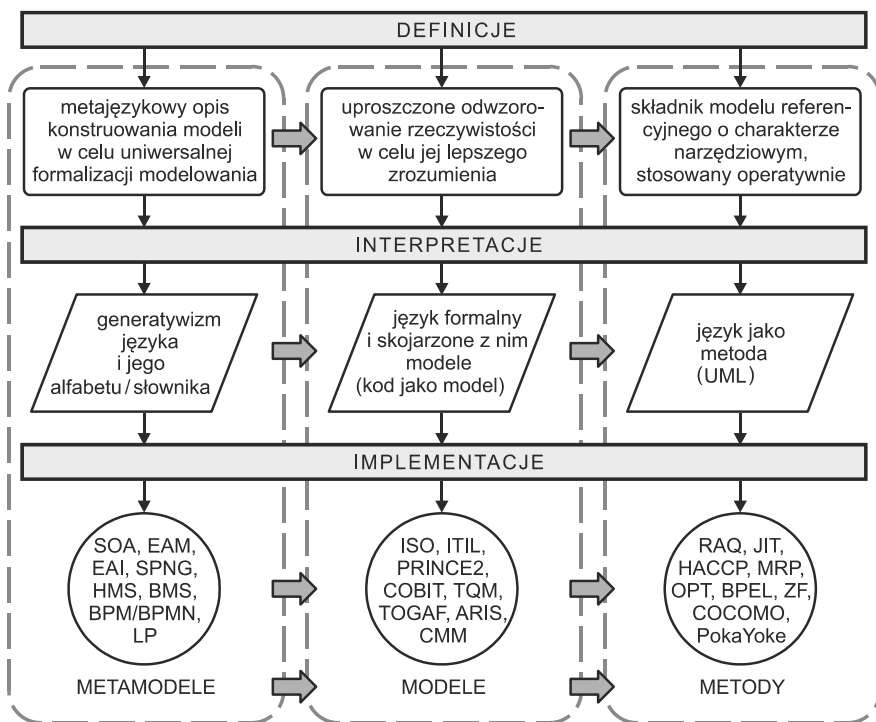 DEFINICJE
metajęzykowy opis
konstruowania modeli
w celu uniwersalnej
formalizacji modelowania
uproszczone odwzoro-
wanie rzeczywistości
w celu jej lepszego
zrozumienia
składnik modelu referen-
cyjnego o charakterze
narzędziowym,
stosowany operatywnie
INTERPRETACJE
generatywizm
języka
i jego
alfabetu/słownika
język formalny
i skojarzone z nim
modele
(kod jako model)
język jako
metoda
(UML)
IMPLEMENTACJE
SOA, EAM,
EAI, SPNG,
HMS, BMS,
BPM/BPMN,
LP
ISO, ITIL,
PRINCE2,
COBIT, TQM,
TOGAF, ARIS,
CMM
RAQ, JIT,
HACCP, MRP,
OPT, BPEL, ZF,
COCOMO,
PokaYoke
METAMODELE
MODELE
METODY